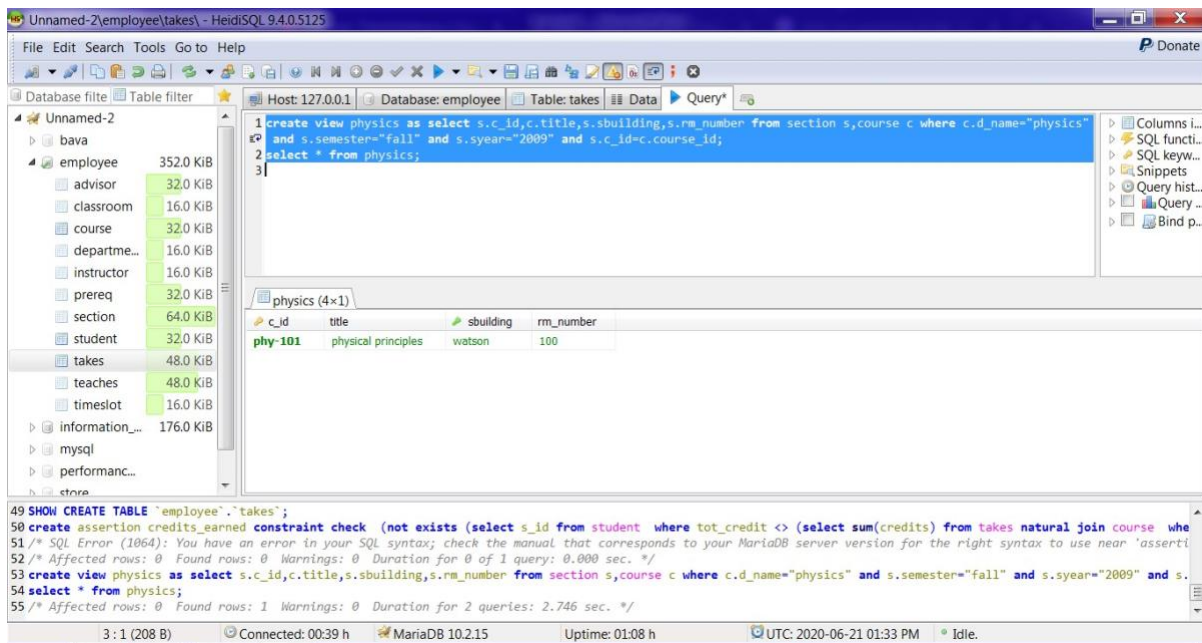 Unnamed-2\employee\takes\ - HeidiSQL 9.4.0.5125
File Edit Search Tools Go to Help
Donate
Database filte Table filter
Host: 127.0.0.1 Database: employee Table: takes Data Query*
Unnamed-2
bava
employee 352.0 KiB
advisor 32.0 KiB
classroom 16.0 KiB
course 32.0 KiB
departme... 16.0 KiB
instructor 16.0 KiB
prereq 32.0 KiB
section 64.0 KiB
student 32.0 KiB
takes 48.0 KiB
teaches 48.0 KiB
timeslot 16.0 KiB
information_... 176.0 KiB
mysql
performanc...
store
1 create view physics as select s.c_id,c.title,s.sbuilding,s.rm_number from section s,course c where c.d_name="physics"
and s.semester="fall" and s.syear="2009" and s.c_id=c.course_id;
2 select * from physics;
3
Columns i...
SQL functi...
SQL keyw...
Snippets
Query hist...
Query ...
Bind p...
physics (4×1)
c_id title sbuilding rm_number
phy-101 physical principles watson 100
49 SHOW CREATE TABLE `employee`.`takes`;
50 create assertion credits_earned constraint check (not exists (select s_id from student where tot_credit <> (select sum(credits) from takes natural join course whe
51 /* SQL Error (1064): You have an error in your SQL syntax; check the manual that corresponds to your MariaDB server version for the right syntax to use near 'asserti
52 /* Affected rows: 0 Found rows: 0 Warnings: 0 Duration for 0 of 1 query: 0.000 sec. */
53 create view physics as select s.c_id,c.title,s.sbuilding,s.rm_number from section s,course c where c.d_name="physics" and s.semester="fall" and s.syear="2009" and s.
54 select * from physics;
55 /* Affected rows: 0 Found rows: 1 Warnings: 0 Duration for 2 queries: 2.746 sec. */
3 : 1 (208 B) Connected: 00:39 h MariaDB 10.2.15 Uptime: 01:08 h UTC: 2020-06-21 01:33 PM Idle.